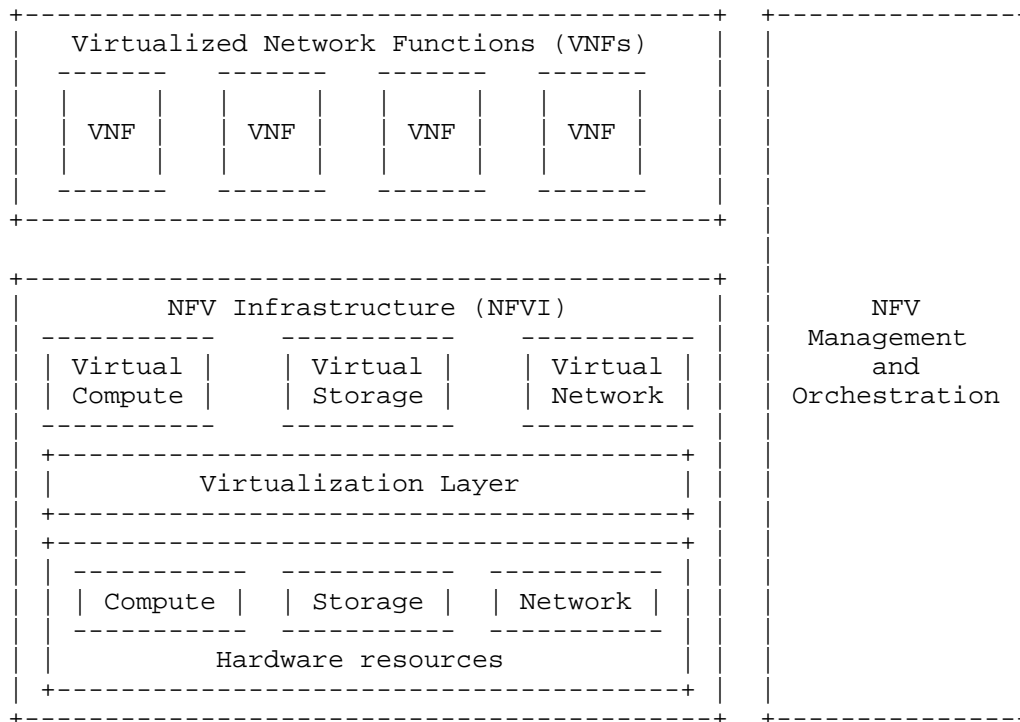 Virtualized Network Functions (VNFs)
VNF VNF VNF VNF
NFV Infrastructure (NFVI)
Virtual Virtual Virtual
Compute Storage Network
Virtualization Layer
Compute Storage Network
Hardware resources
NFV
Management
and
Orchestration